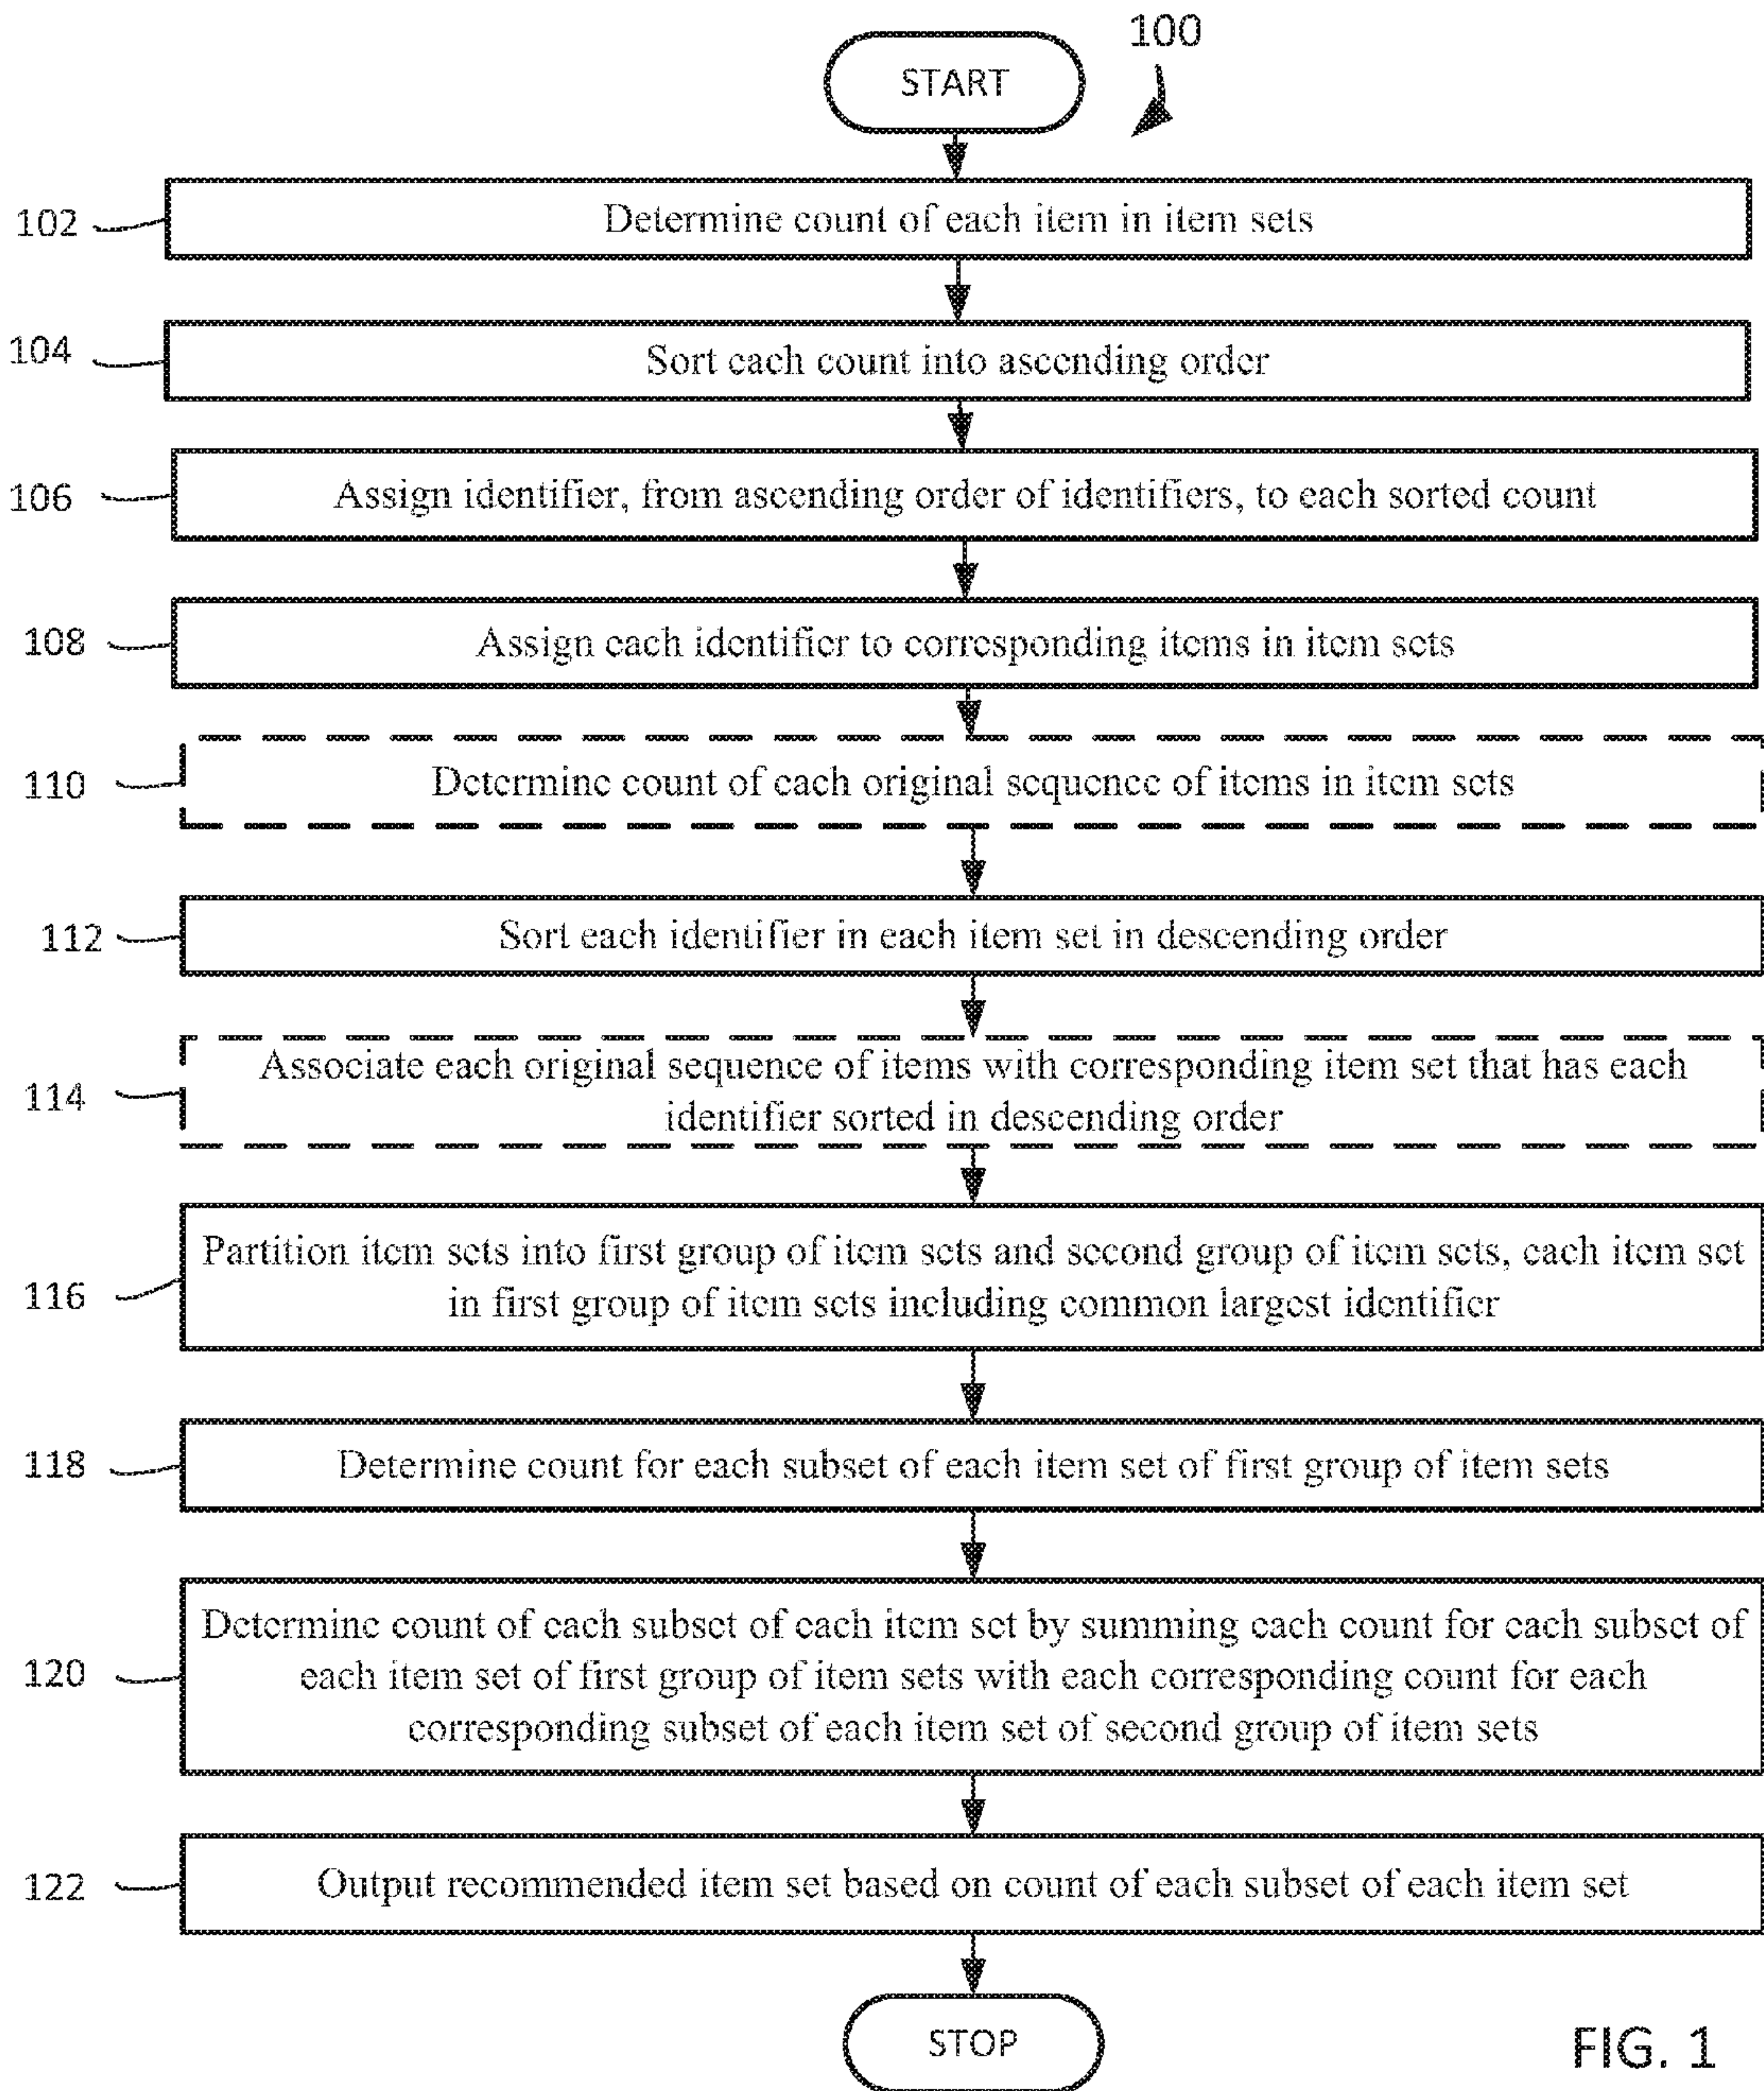 100
START
102
Determine count of each item in item sets
104
Sort each count into ascending order
106
Assign identifier, from ascending order of identifiers, to each sorted count
108
Assign each identifier to corresponding items in item sets
110
Determine count of each original sequence of items in item sets
112
Sort each identifier in each item set in descending order
114
Associate each original sequence of items with corresponding item set that has each
identifier sorted in descending order
116
Partition item sets into first group of item sets and second group of item sets, each item set
in first group of item sets including common largest identifier
118
Determine count for each subset of each item set of first group of item sets
120
Determine count of each subset of each item set by summing each count for each subset of
each item set of first group of item sets with each corresponding count for each
corresponding subset of each item set of second group of item sets
122
Output recommended item set based on count of each subset of each item set
STOP
FIG. 1